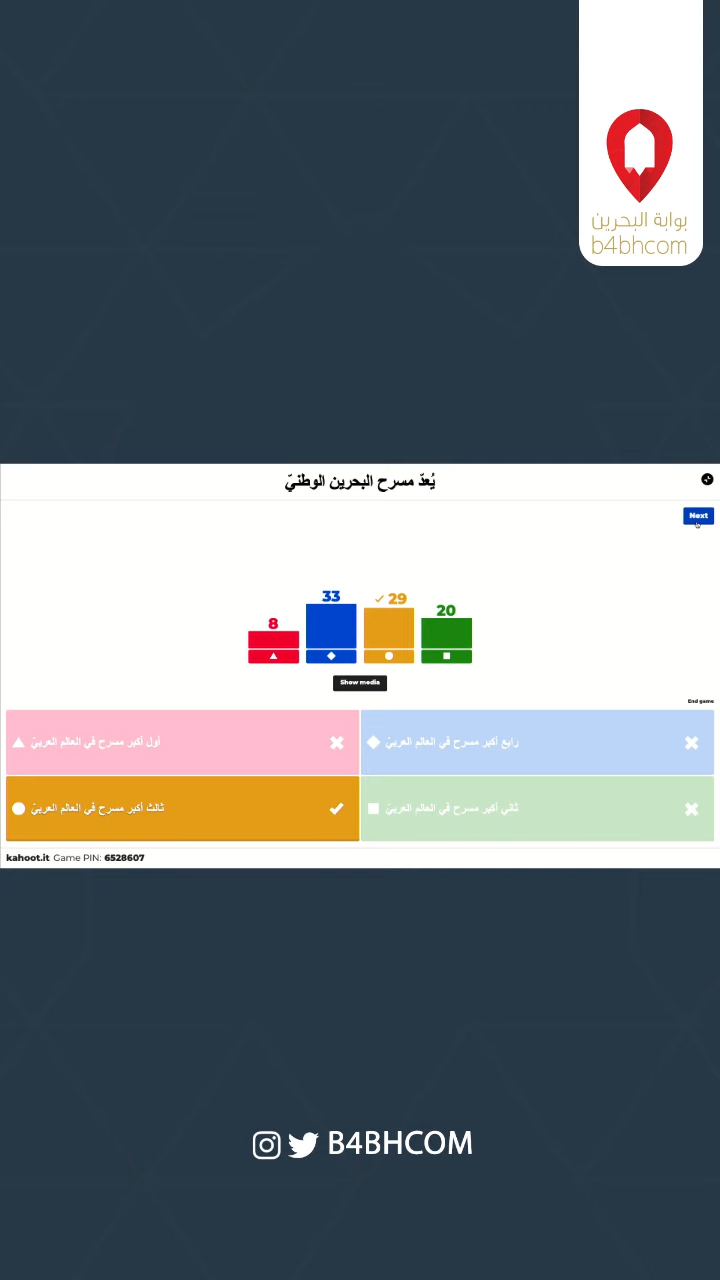 بوابة البحرين
b4bhcom
يُعدّ مسرح البحرين الوطنيّ
Next
8
33
29
20
Show media
End game
أول أكبر مسرح في العالم العربيّ
رابع أكبر مسرح في العالم العربيّ
ثالث أكبر مسرح في العالم العربيّ
ثاني أكبر مسرح في العالم العربيّ
kahoot.it Game PIN: 6528607
B4BHCOM